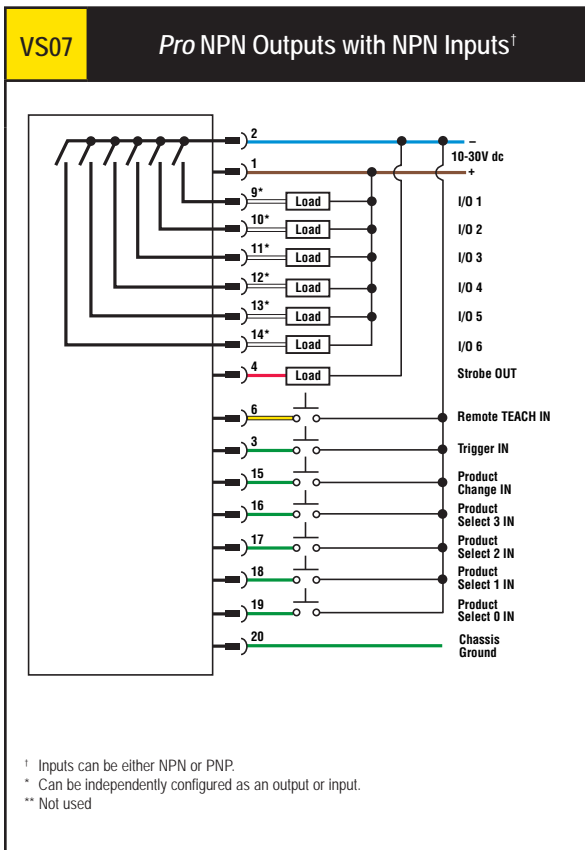 VS07
Pro NPN Outputs with NPN Inputs†
2
–
10-30V dc
1
+
9*
Load
I/O 1
10*
Load
I/O 2
11*
Load
I/O 3
12*
Load
I/O 4
13*
Load
I/O 5
14*
Load
I/O 6
4
Load
Strobe OUT
6
Remote TEACH IN
3
Trigger IN
15
Product
Change IN
16
Product
Select 3 IN
17
Product
Select 2 IN
18
Product
Select 1 IN
19
Product
Select 0 IN
20
Chassis
Ground
† Inputs can be either NPN or PNP.
* Can be independently configured as an output or input.
** Not used